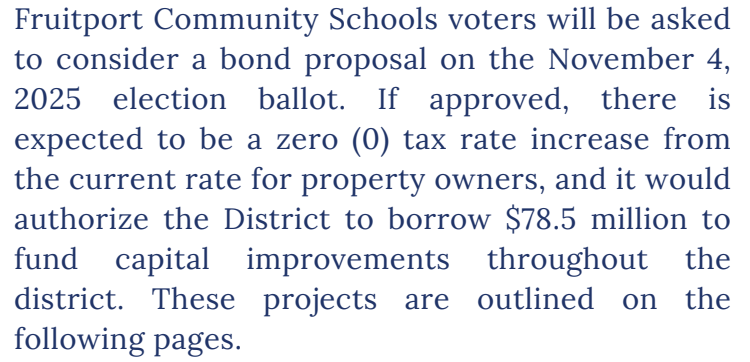 Fruitport Community Schools voters will be asked
to consider a bond proposal on the November 4,
2025 election ballot. If approved, there is
expected to be a zero (0) tax rate increase from
the current rate for property owners, and it would
authorize the District to borrow $78.5 million to
fund capital improvements throughout the
district. These projects are outlined on the
following pages.